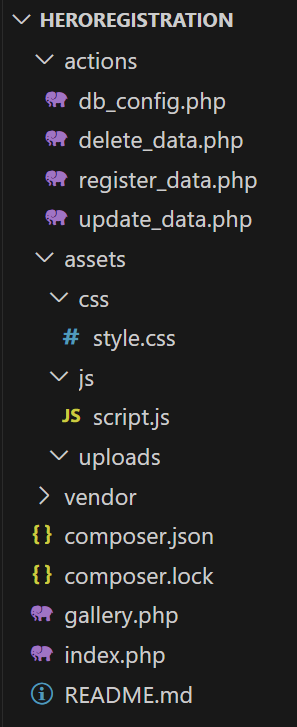 HEROREGISTRATION
actions
db_config.php
delete_data.php
register_data.php
update_data.php
assets
css
# style.css
js
JS script.js
uploads
vendor
{ } composer.json
{ } composer.lock
gallery.php
index.php
README.md